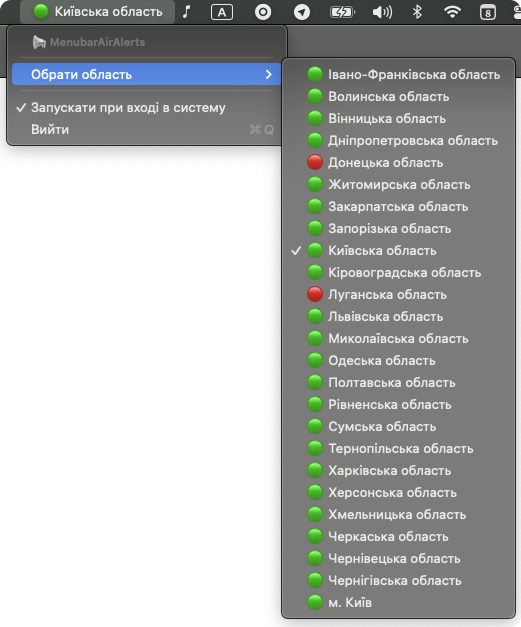 Київська область
A
8
MenubarAirAlerts
Обрати область
Запускати при вході в систему
Вийти ⌘ Q
Івано-Франківська область
Волинська область
Вінницька область
Дніпропетровська область
Донецька область
Житомирська область
Закарпатська область
Запорізька область
Київська область
Кіровоградська область
Луганська область
Львівська область
Миколаївська область
Одеська область
Полтавська область
Рівненська область
Сумська область
Тернопільська область
Харківська область
Херсонська область
Хмельницька область
Черкаська область
Чернівецька область
Чернігівська область
м. Київ